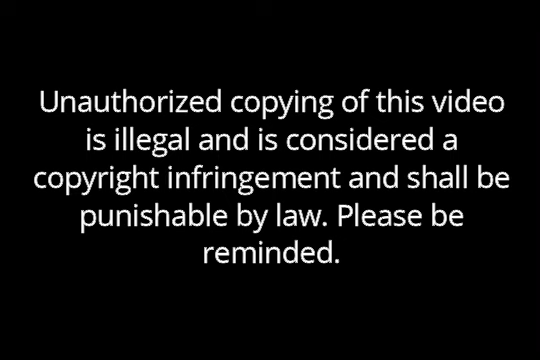 Unauthorized copying of this video
is illegal and is considered a
copyright infringement and shall be
punishable by law. Please be
reminded.